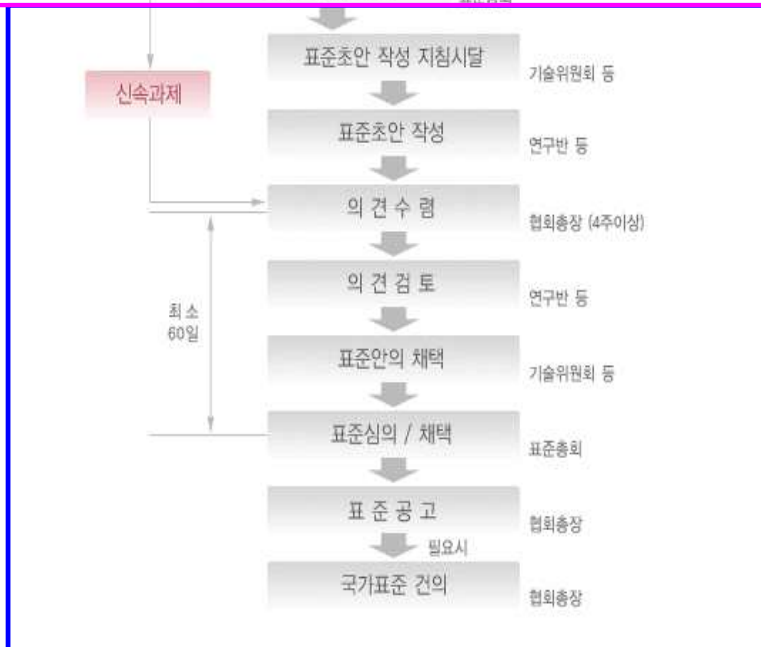 표준초안 작성 지침시달
기술위원회 등
신속과제
표준초안 작성
연구반 등
의 견 수 렴
협회총장 (4주이상)
의 견 검 토
연구반 등
최 소
60일
표준안의 채택
기술위원회 등
표준심의 / 채택
표준총회
표 준 공 고
협회총장
필요시
국가표준 건의
협회총장